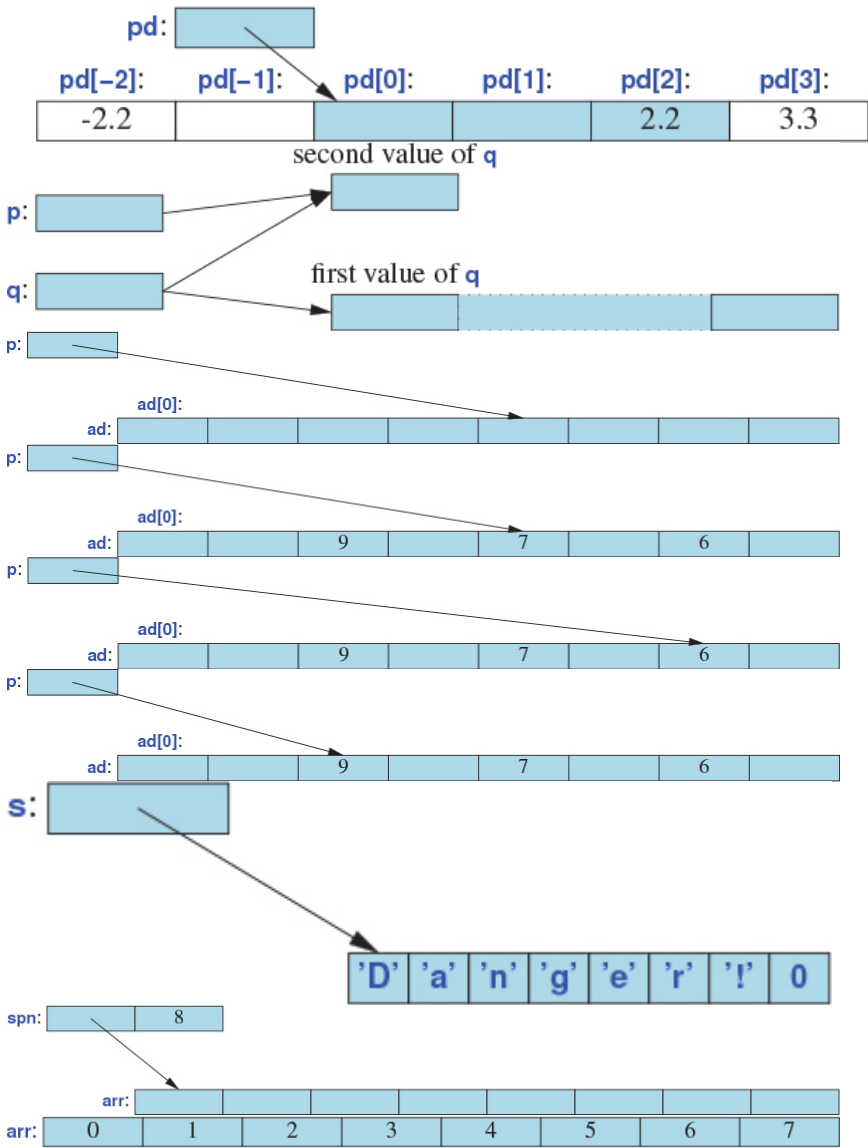 pd:
pd[−2]: pd[−1]: pd[0]: pd[1]: pd[2]: pd[3]:
-2.2 2.2 3.3
second value of q
p:
first value of q
q:
p:
ad[0]:
ad:
p:
ad[0]:
ad: 9 7 6
p:
ad[0]:
ad: 9 7 6
p:
ad[0]:
ad: 9 7 6
s:
'D' 'a' 'n' 'g' 'e' 'r' '!' 0
spn: 8
arr:
arr: 0 1 2 3 4 5 6 7